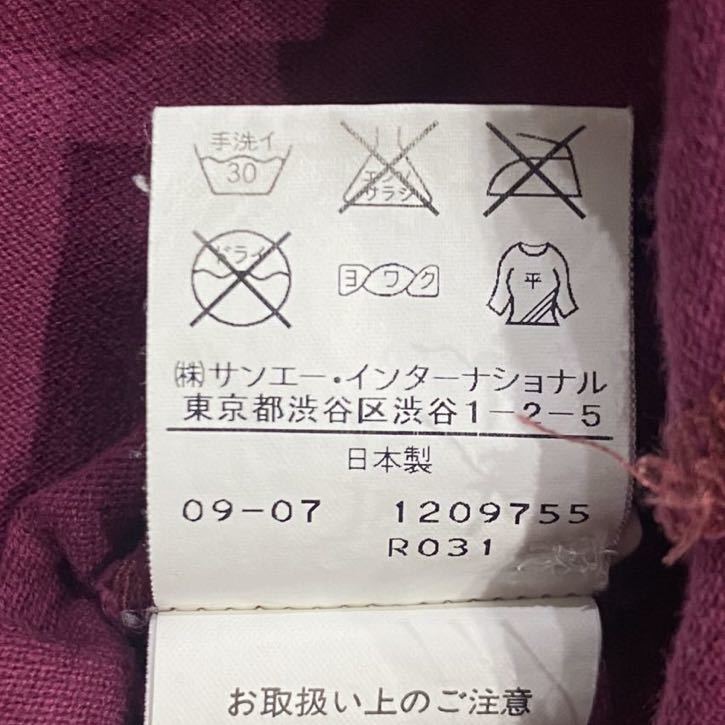 手洗イ
30
エンソ
サラシ
ドライ
ヨワク
平
㈱サンエー・インターナショナル
東京都渋谷区渋谷1-2-5
日本製
09-07 1209755
R031
お取扱い上のご注意